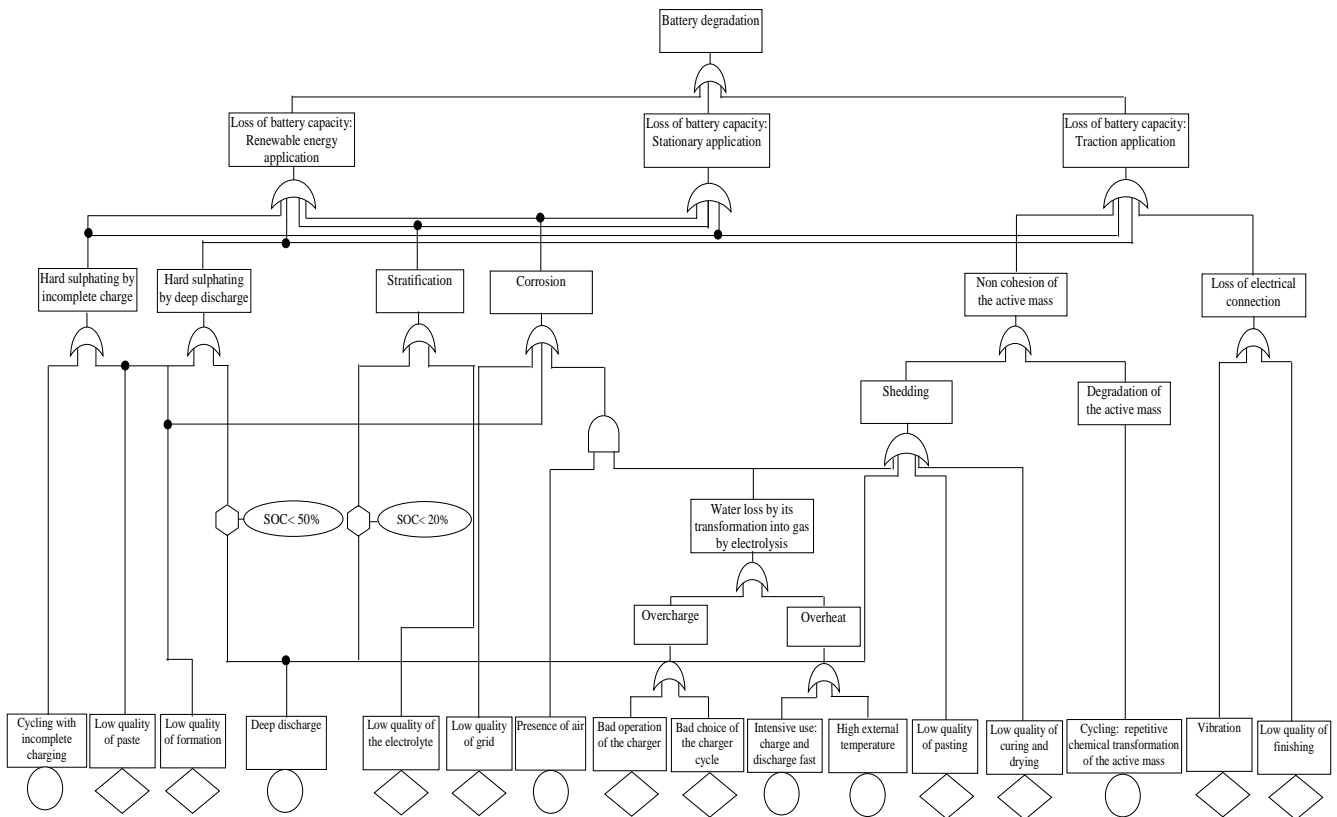 Battery degradation
Loss of battery capacity:
Renewable energy
application
Loss of battery capacity:
Stationary application
Loss of battery capacity:
Traction application
Hard sulphating by
incomplete charge
Hard sulphating
by deep discharge
Stratification
Corrosion
Non cohesion of
the active mass
Loss of electrical
connection
Shedding
Degradation of
the active mass
SOC< 50%
SOC< 20%
Water loss by its
transformation into gas
by electrolysis
Overcharge
Overheat
Cycling with
incomplete
charging
Low quality
of paste
Low quality
of formation
Deep discharge
Low quality of
the electrolyte
Low quality
of grid
Presence of air
Bad operation
of the charger
Bad choice of
the charger
cycle
Intensive use:
charge and
discharge fast
High external
temperature
Low quality
of pasting
Low quality of
curing and
drying
Cycling: repetitive
chemical transformation
of the active mass
Vibration
Low quality of
finishing